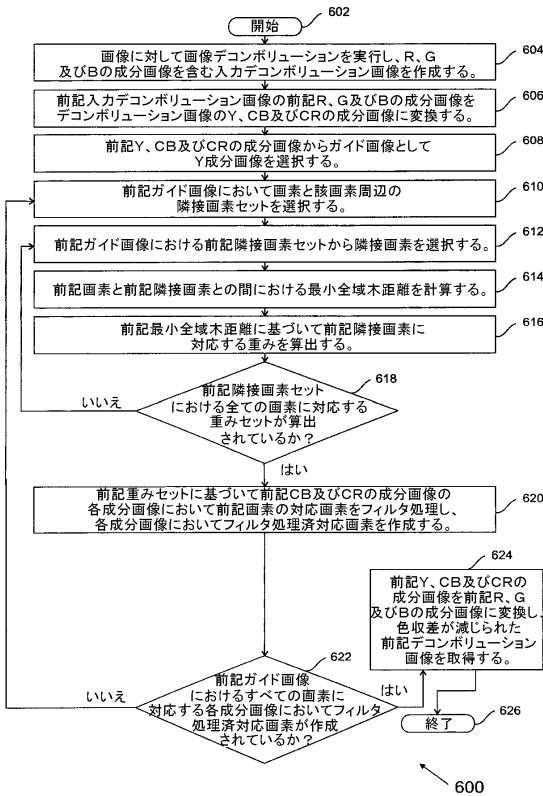 開始
602
画像に対して画像デコンボリューションを実行し、R、G
及びBの成分画像を含む入力デコンボリューション画像を作成する。
604
前記入力デコンボリューション画像の前記R、G及びBの成分画像を
デコンボリューション画像のY、CB及びCRの成分画像に変換する。
606
前記Y、CB及びCRの成分画像からガイド画像として
Y成分画像を選択する。
608
前記ガイド画像において画素と該画素周辺の
隣接画素セットを選択する。
610
前記ガイド画像における前記隣接画素セットから隣接画素を選択する。
612
前記画素と前記隣接画素との間における最小全域木距離を計算する。
614
前記最小全域木距離に基づいて前記隣接画素に
対応する重みを算出する。
616
前記隣接画素セット
における全ての画素に対応する
重みセットが算出
されているか?
618
いいえ
はい
前記重みセットに基づいて前記CB及びCRの成分画像の
各成分画像において前記画素の対応画素をフィルタ処理し、
各成分画像においてフィルタ処理済対応画素を作成する。
620
前記ガイド画像
におけるすべての画素に
対応する各成分画像においてフィルタ
処理済対応画素が作成
されているか?
622
いいえ
はい
624
前記Y、CB及びCRの
成分画像を前記R、G
及びBの成分画像に変換し、
色収差が減じられた
前記デコンボリューション
画像を取得する。
終了
626
600